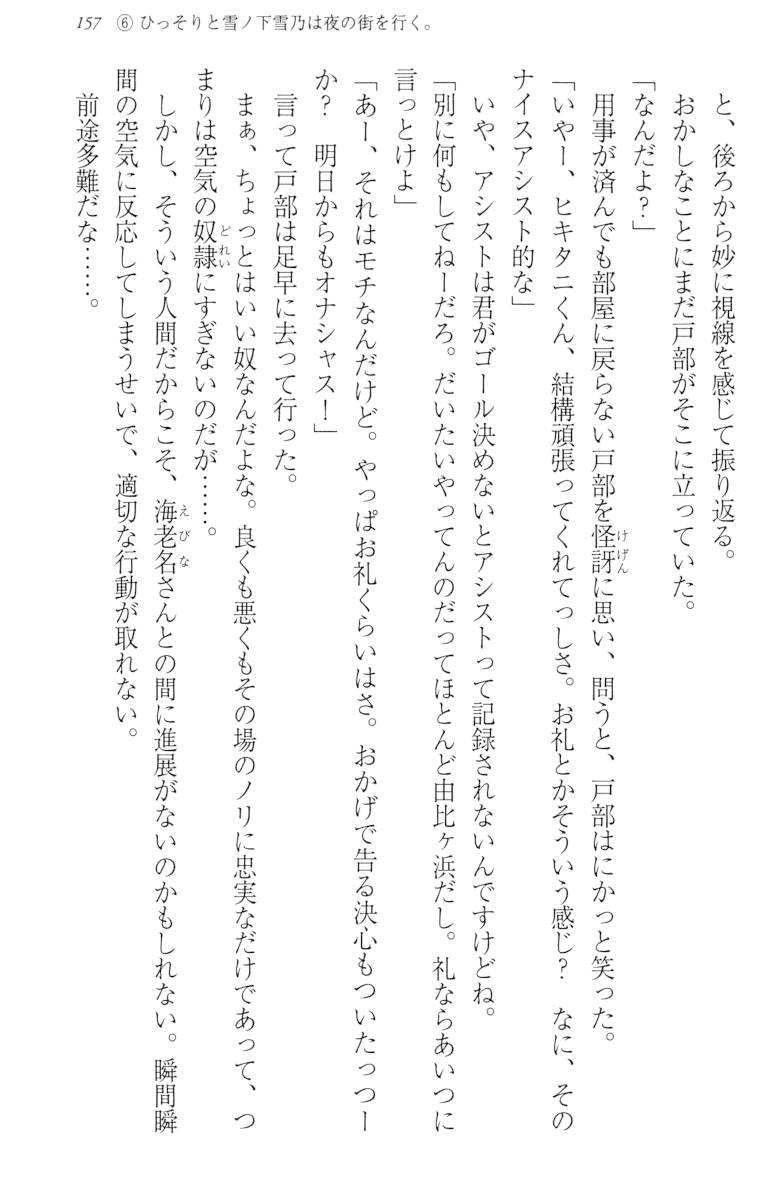 157 ⑥ ひっそりと雪ノ下雪乃は夜の街を行く。
と、後ろから妙に視線を感じて振り返る。
おかしなことにまだ戸部がそこに立っていた。
「なんだよ？」
用事が済んでも部屋に戻らない戸部を怪訝に思い、問うと、戸部はにかっと笑った。
「いやー、ヒキタニくん、結構頑張ってくれてっしさ。お礼とかそういう感じ？　なに、その
ナイスアシスト的な」
いや、アシストは君がゴール決めないとアシストって記録されないんですけどね。
「別に何もしてねーだろ。だいたいやってんのだってほとんど由比ヶ浜だし。礼ならあいつに
言っとけよ」
「あー、それはモチなんだけど。やっぱお礼くらいはさ。おかげで告る決心もついたっつー
か？　明日からもオナシャス！」
言って戸部は足早に去って行った。
まぁ、ちょっとはいい奴なんだよな。良くも悪くもその場のノリに忠実なだけであって、つ
まりは空気の奴隷にすぎないのだが……。
しかし、そういう人間だからこそ、海老名さんとの間に進展がないのかもしれない。瞬間瞬
間の空気に反応してしまうせいで、適切な行動が取れない。
前途多難だな……。